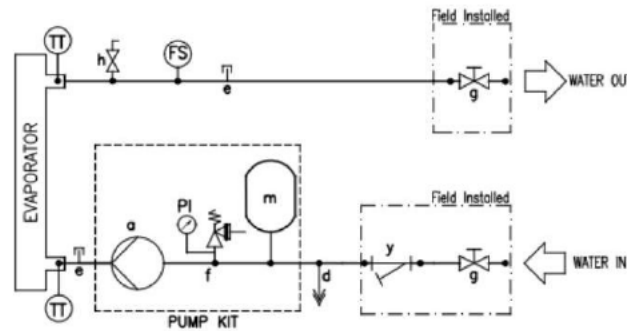 Field Installed
TT
h
FS
e
g
WATER OU
EVAPORATOR
PI
a
m
f
e
d
Field Installed
y
g
WATER IN
TT
PUMP KIT